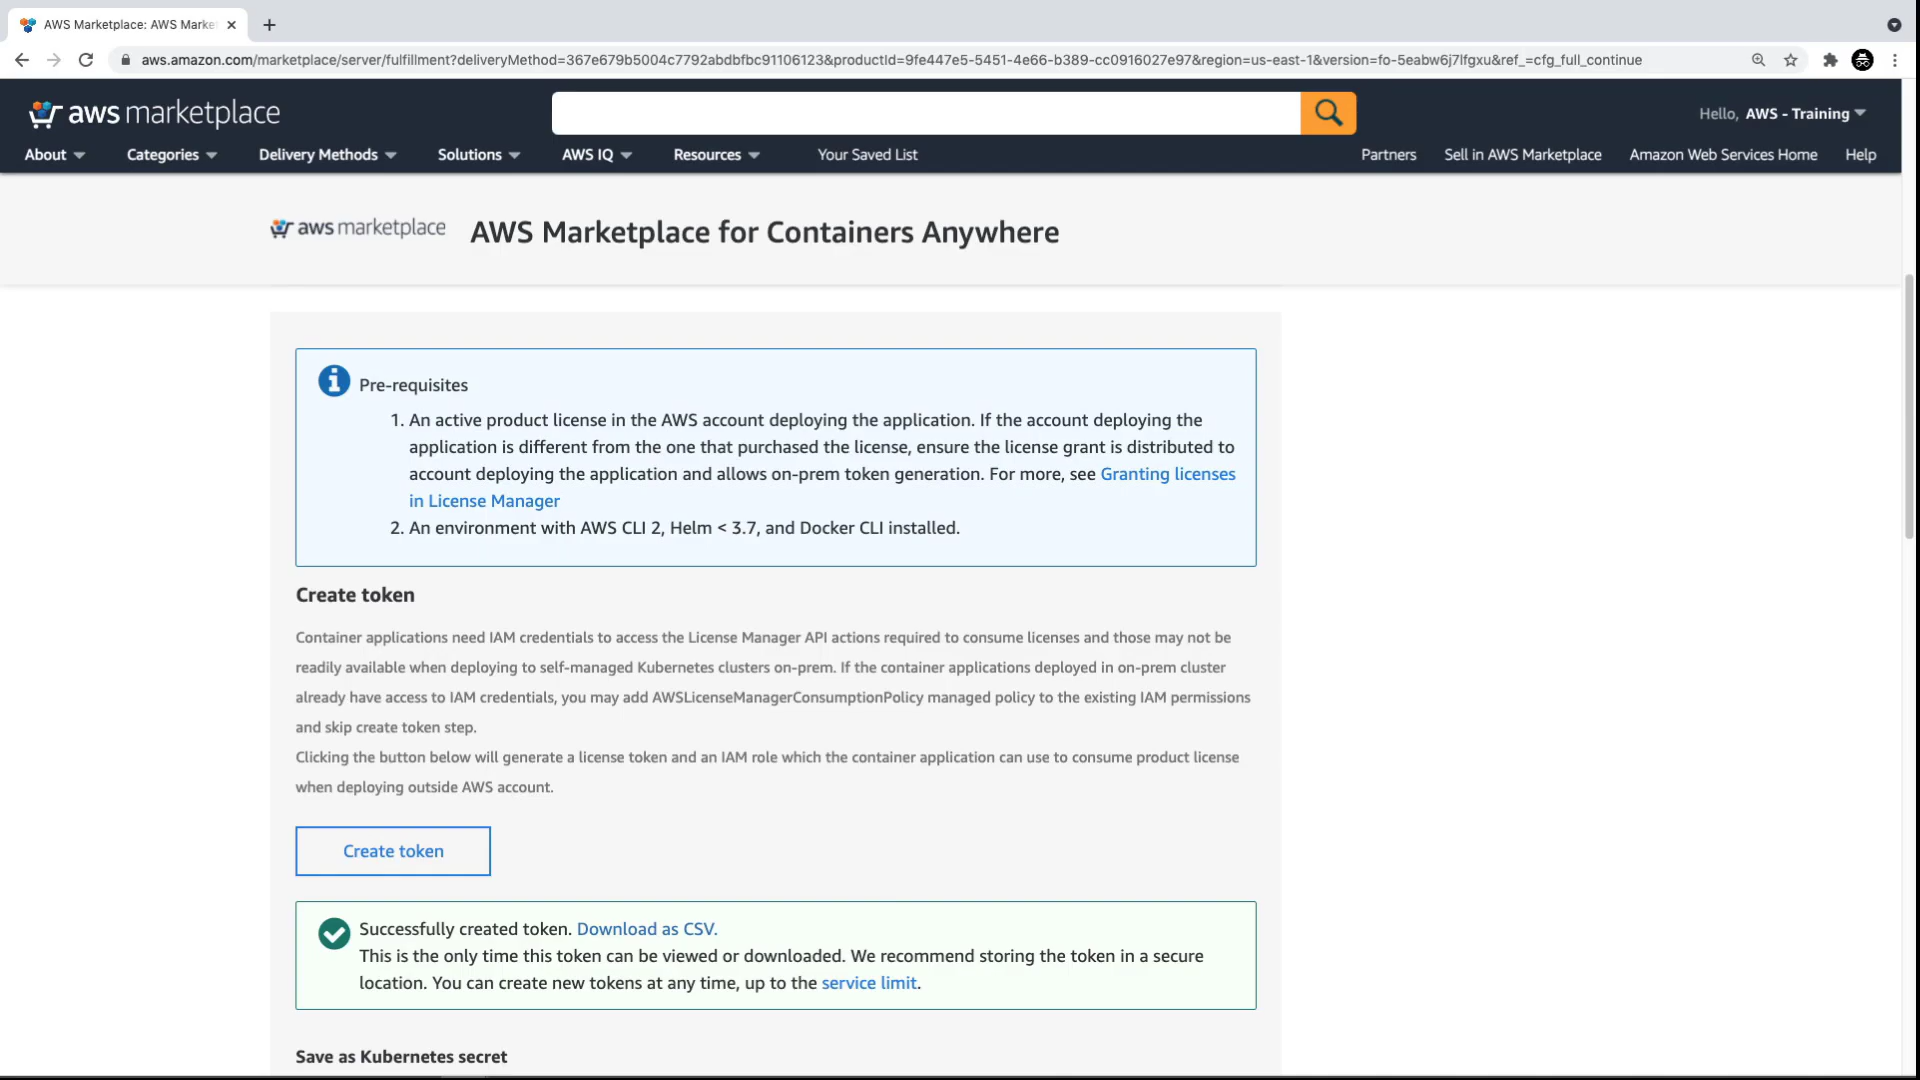 AWS Marketplace: AWS Marke
aws.amazon.com/marketplace/server/fulfillment?deliveryMethod=367e679b5004c7792abdbfbc91106123&productId=9fe447e5-5451-4e66-b389-cc0916027e97&region=us-east-1&version=fo-5eabw6j7lfgxu&ref_=cfg_full_continue
aws marketplace
Hello, AWS - Training
About Categories Delivery Methods Solutions AWS IQ Resources Your Saved List Partners Sell in AWS Marketplace Amazon Web Services Home Help
aws marketplace AWS Marketplace for Containers Anywhere
Pre-requisites
1. An active product license in the AWS account deploying the application. If the account deploying the
application is different from the one that purchased the license, ensure the license grant is distributed to
account deploying the application and allows on-prem token generation. For more, see Granting licenses
in License Manager
2. An environment with AWS CLI 2, Helm < 3.7, and Docker CLI installed.
Create token
Container applications need IAM credentials to access the License Manager API actions required to consume licenses and those may not be
readily available when deploying to self-managed Kubernetes clusters on-prem. If the container applications deployed in on-prem cluster
already have access to IAM credentials, you may add AWSLicenseManagerConsumptionPolicy managed policy to the existing IAM permissions
and skip create token step.
Clicking the button below will generate a license token and an IAM role which the container application can use to consume product license
when deploying outside AWS account.
Create token
Successfully created token. Download as CSV.
This is the only time this token can be viewed or downloaded. We recommend storing the token in a secure
location. You can create new tokens at any time, up to the service limit.
Save as Kubernetes secret